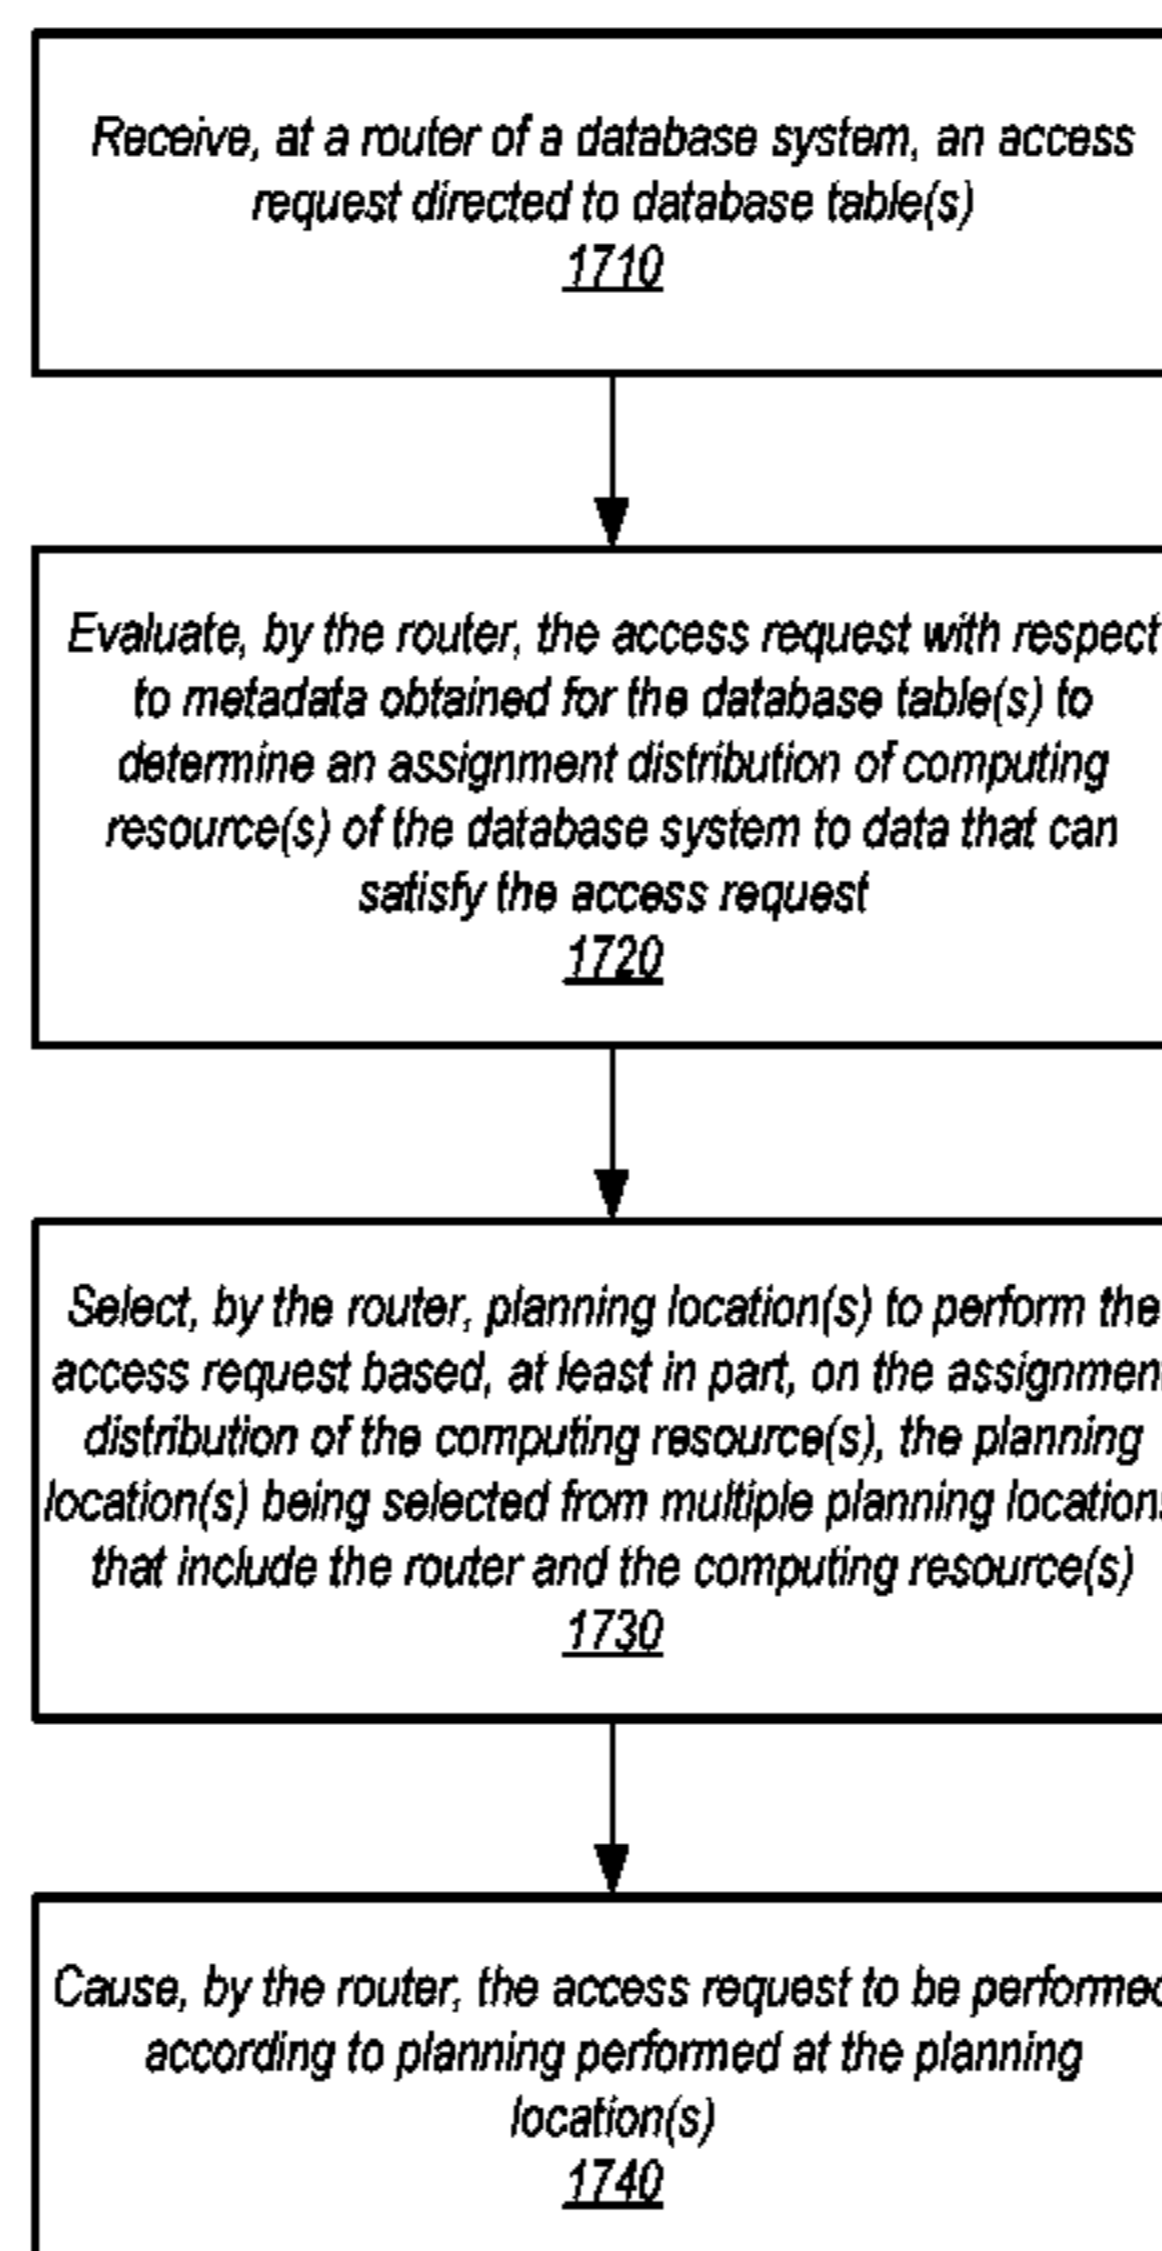 Receive, at a router of a database system, an access
request directed to database table(s)
1710
Evaluate, by the router, the access request with respect
to metadata obtained for the database table(s) to
determine an assignment distribution of computing
resource(s) of the database system to data that can
satisfy the access request
1720
Select, by the router, planning location(s) to perform the
access request based, at least in part, on the assignment
distribution of the computing resource(s), the planning
location(s) being selected from multiple planning locations
that include the router and the computing resource(s)
1730
Cause, by the router, the access request to be performed
according to planning performed at the planning
location(s)
1740